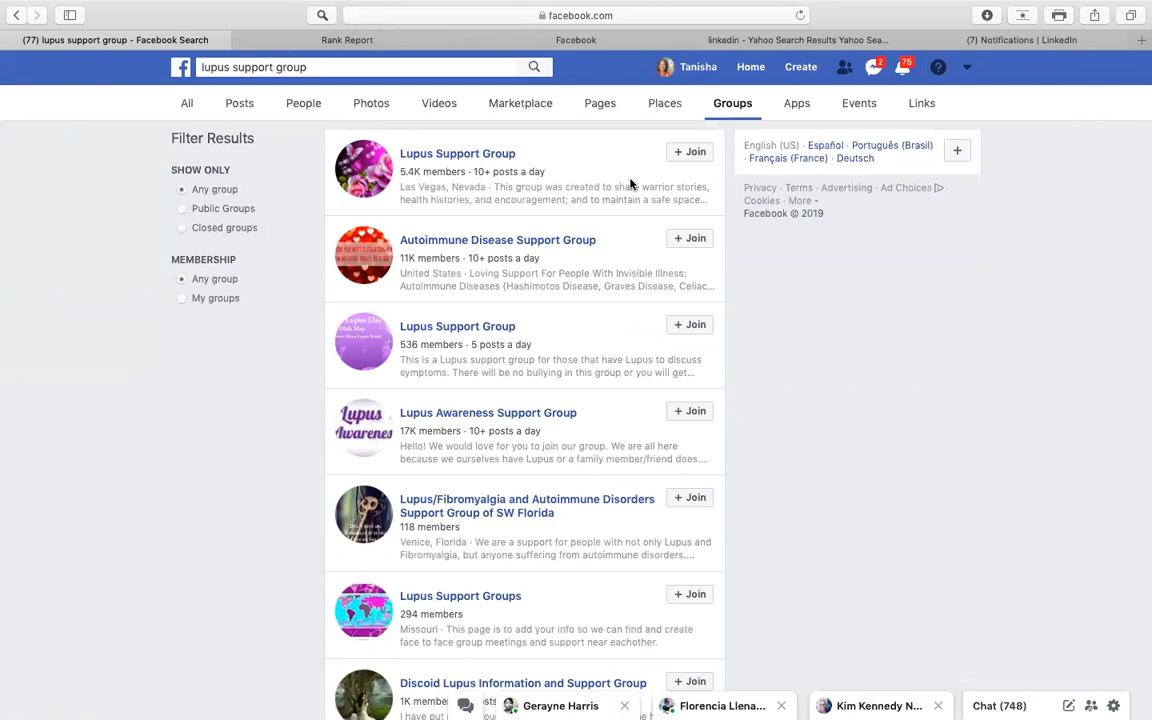 facebook.com
(77) lupus support group - Facebook Search
Rank Report
Facebook
linkedin - Yahoo Search Results Yahoo Sea...
(7) Notifications | LinkedIn
lupus support group
Tanisha
Home
Create
2
75
All
Posts
People
Photos
Videos
Marketplace
Pages
Places
Groups
Apps
Events
Links
Filter Results
SHOW ONLY
Any group
Public Groups
Closed groups
MEMBERSHIP
Any group
My groups
Lupus Support Group
+ Join
5.4K members · 10+ posts a day
Las Vegas, Nevada · This group was created to share warrior stories,
health histories, and encouragement; and to maintain a safe space...
Autoimmune Disease Support Group
+ Join
11K members · 10+ posts a day
United States · Loving Support For People With Invisible Illness:
Autoimmune Diseases {Hashimotos Disease, Graves Disease, Celiac...
Lupus Support Group
+ Join
536 members · 5 posts a day
This is a Lupus support group for those that have Lupus to discuss
symptoms. There will be no bullying in this group or you will get...
Lupus
Awarenes
Lupus Awareness Support Group
+ Join
17K members · 10+ posts a day
Hello! We would love for you to join our group. We are all here
because we ourselves have Lupus or a family member/friend does....
Lupus/Fibromyalgia and Autoimmune Disorders
Support Group of SW Florida
+ Join
118 members
Venice, Florida · We are a support for people with not only Lupus and
Fibromyalgia, but anyone suffering from autoimmune disorders....
Lupus Support Groups
+ Join
294 members
Missouri · This page is to add your info so we can find and create
face to face group meetings and support near eachother.
Discoid Lupus Information and Support Group
+ Join
1K membe
I have put
English (US) · Español · Português (Brasil)
· Français (France) · Deutsch
Privacy · Terms · Advertising · Ad Choices ·
Cookies · More
Facebook © 2019
Gerayne Harris
Florencia Llena...
Kim Kennedy N...
Chat (748)